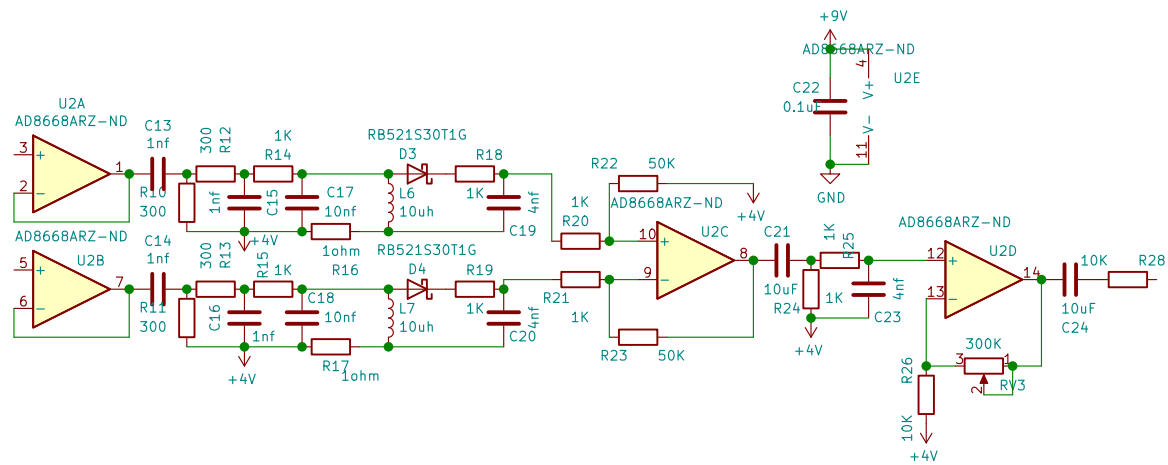 +9V
AD8668ARZ-ND
4
U2E
V+
C22
0.1uF
V-
11
GND
U2A
AD8668ARZ-ND
3
+
1
2
−
C13
1nf
R10
300
300
R12
1K
R14
1nf
C15
+4V
C17
10nf
1ohm
R16
RB521S30T1G
D3
L6
10uh
R18
1K
4nf
C19
AD8668ARZ-ND
U2B
5
+
7
6
−
C14
1nf
R11
300
300
R13
R15
1K
C16
1nf
+4V
C18
10nf
R17
1ohm
RB521S30T1G
D4
L7
10uh
R19
1K
4nf
C20
R22
50K
+4V
1K
R20
R21
1K
AD8668ARZ-ND
10
+
U2C
8
9
−
R23
50K
C21
10uF
1K
R25
R24
1K
+4V
4nf
C23
AD8668ARZ-ND
12
+
U2D
14
13
−
300K
3
1
2
RV3
R26
10K
+4V
10K
R28
10uF
C24